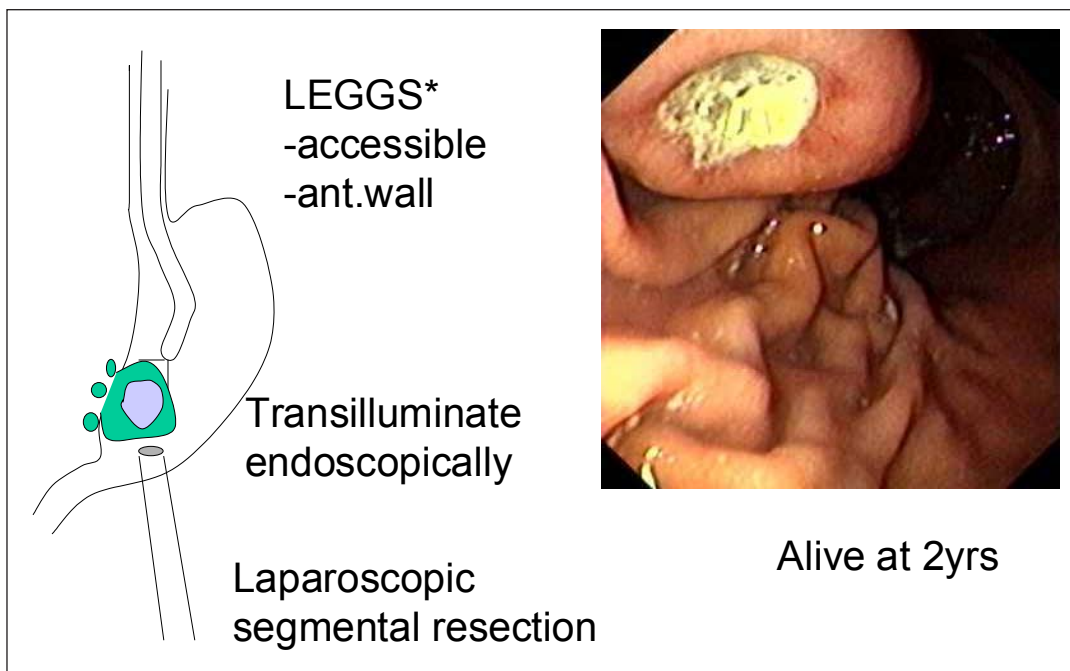 LEGGS*
-accessible
-ant.wall
Transilluminate
endoscopically
Laparoscopic
segmental resection
Alive at 2yrs